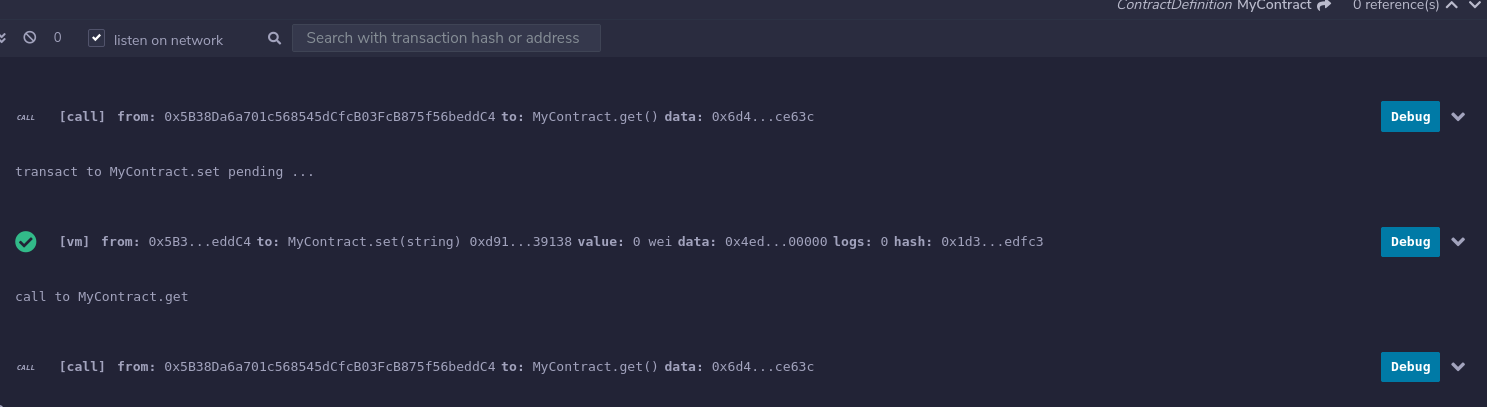 ContractDefinition MyContract 0 reference(s)
0 listen on network Search with transaction hash or address
CALL [call] from: 0x5B38Da6a701c568545dCfcB03FcB875f56beddC4 to: MyContract.get() data: 0x6d4...ce63c Debug
transact to MyContract.set pending ...
[vm] from: 0x5B3...eddC4 to: MyContract.set(string) 0xd91...39138 value: 0 wei data: 0x4ed...00000 logs: 0 hash: 0x1d3...edfc3 Debug
call to MyContract.get
CALL [call] from: 0x5B38Da6a701c568545dCfcB03FcB875f56beddC4 to: MyContract.get() data: 0x6d4...ce63c Debug